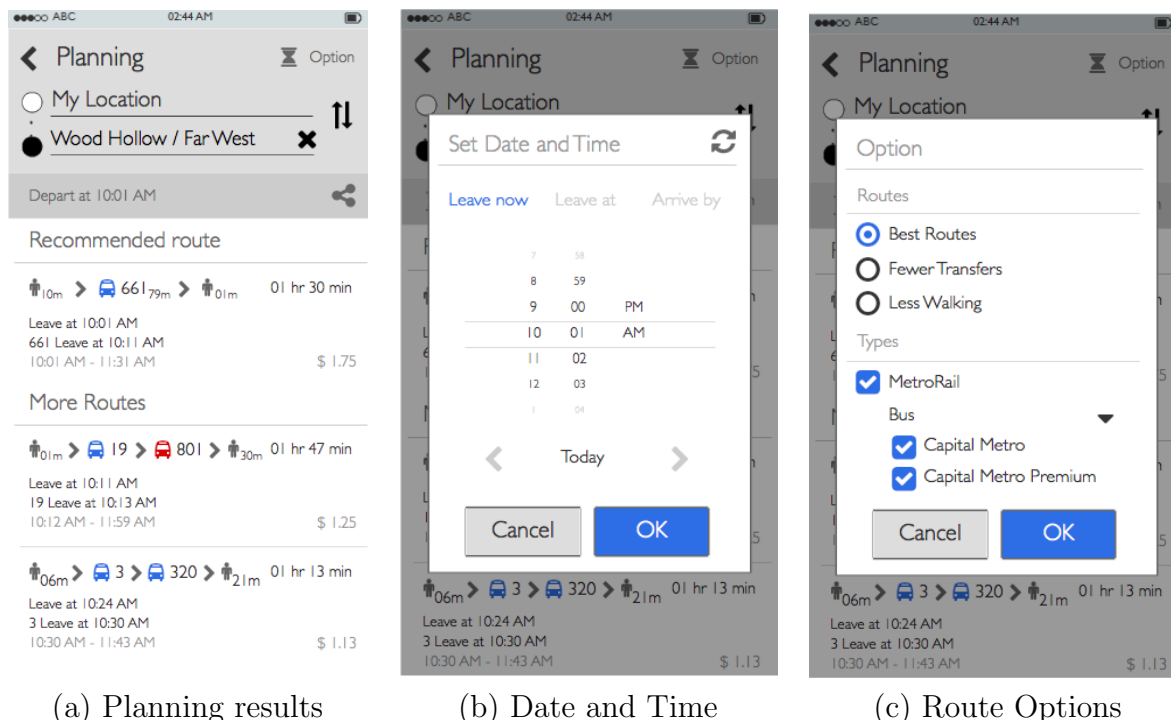 ABC 02:44 AM
Planning Option
My Location
Wood Hollow / Far West
Depart at 10:01 AM
Recommended route
10m 661 79m 01m 01 hr 30 min
Leave at 10:01 AM
661 Leave at 10:11 AM
10:01 AM - 11:31 AM $ 1.75
More Routes
01m 19 801 30m 01 hr 47 min
Leave at 10:11 AM
19 Leave at 10:13 AM
10:12 AM - 11:59 AM $ 1.25
06m 3 320 21m 01 hr 13 min
Leave at 10:24 AM
3 Leave at 10:30 AM
10:30 AM - 11:43 AM $ 1.13
(a) Planning results
ABC 02:44 AM
Planning Option
My Location
Set Date and Time
Leave now Leave at Arrive by
7 58
8 59
9 00 PM
10 01 AM
11 02
12 03
1 04
Today
Cancel OK
06m 3 320 21m 01 hr 13 min
Leave at 10:24 AM
3 Leave at 10:30 AM
10:30 AM - 11:43 AM $ 1.13
(b) Date and Time
ABC 02:44 AM
Planning Option
My Location
Option
Routes
Best Routes
Fewer Transfers
Less Walking
Types
MetroRail
Bus
Capital Metro
Capital Metro Premium
Cancel OK
06m 3 320 21m 01 hr 13 min
Leave at 10:24 AM
3 Leave at 10:30 AM
10:30 AM - 11:43 AM $ 1.13
(c) Route Options